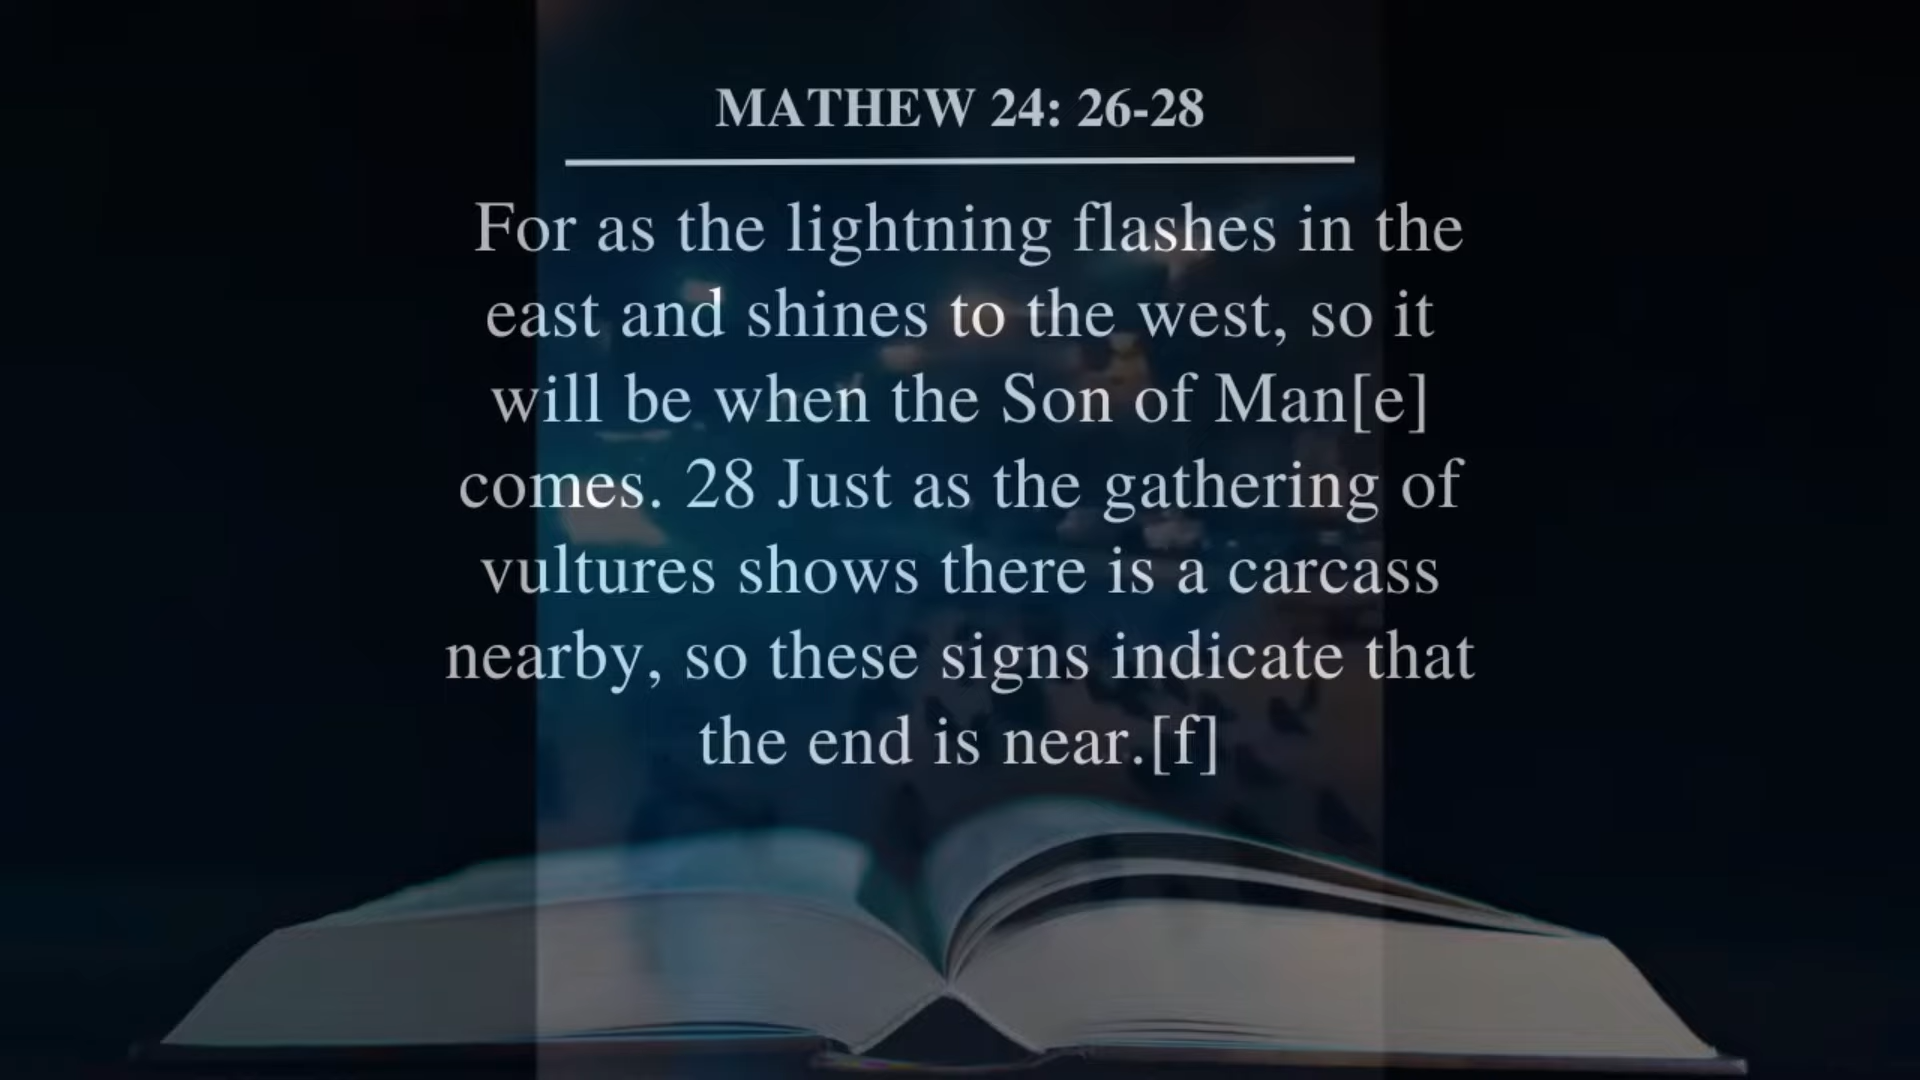 MATHEW 24: 26-28
For as the lightning flashes in the
east and shines to the west, so it
will be when the Son of Man[e]
comes. 28 Just as the gathering of
vultures shows there is a carcass
nearby, so these signs indicate that
the end is near.[f]